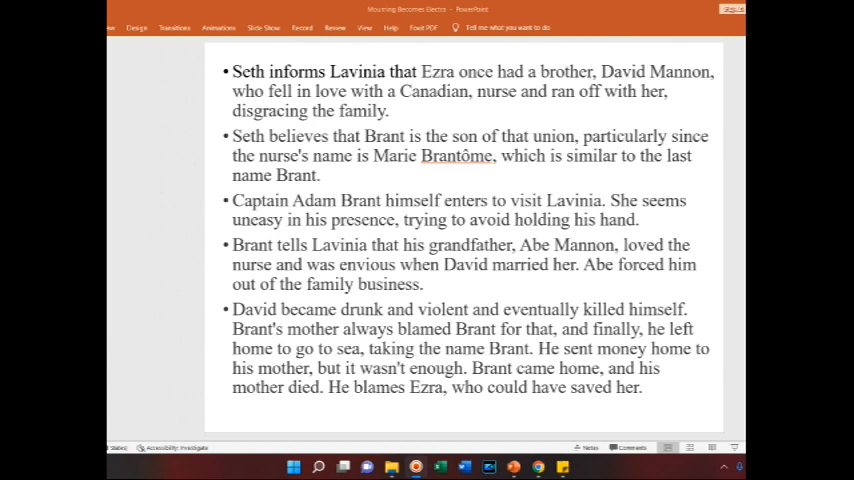 Mourning Becomes Electra - PowerPoint
Design Transitions Animations Slide Show Record Review View Help Foxit PDF Tell me what you want to do
• Seth informs Lavinia that Ezra once had a brother, David Mannon,
who fell in love with a Canadian, nurse and ran off with her,
disgracing the family.
• Seth believes that Brant is the son of that union, particularly since
the nurse's name is Marie Brantôme, which is similar to the last
name Brant.
• Captain Adam Brant himself enters to visit Lavinia. She seems
uneasy in his presence, trying to avoid holding his hand.
• Brant tells Lavinia that his grandfather, Abe Mannon, loved the
nurse and was envious when David married her. Abe forced him
out of the family business.
• David became drunk and violent and eventually killed himself.
Brant's mother always blamed Brant for that, and finally, he left
home to go to sea, taking the name Brant. He sent money home to
his mother, but it wasn't enough. Brant came home, and his
mother died. He blames Ezra, who could have saved her.
States) Accessibility: Investigate Notes Comments